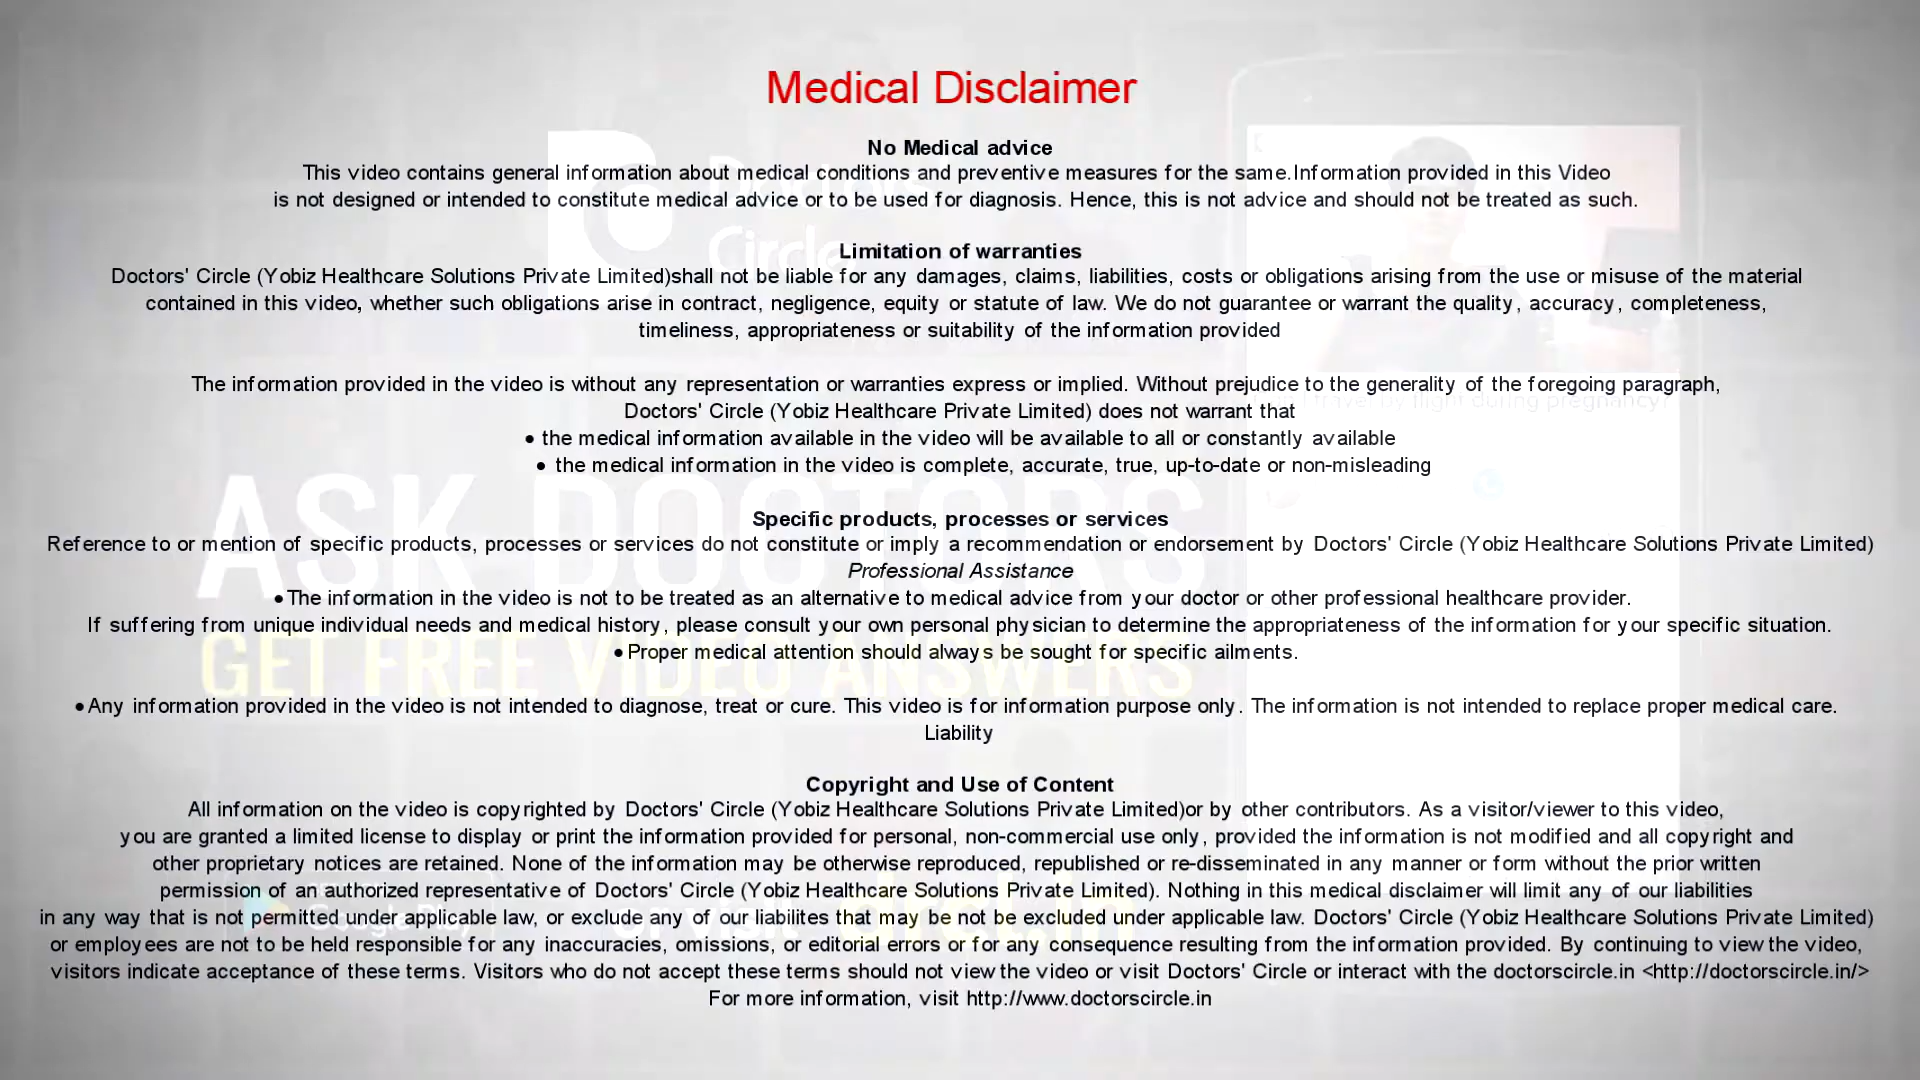 Medical Disclaimer
No Medical advice
This video contains general information about medical conditions and preventive measures for the same.Information provided in this Video
is not designed or intended to constitute medical advice or to be used for diagnosis. Hence, this is not advice and should not be treated as such.
Doctors
Circle
Limitation of warranties
Doctors' Circle (Yobiz Healthcare Solutions Private Limited)shall not be liable for any damages, claims, liabilities, costs or obligations arising from the use or misuse of the material
contained in this video, whether such obligations arise in contract, negligence, equity or statute of law. We do not guarantee or warrant the quality, accuracy, completeness,
timeliness, appropriateness or suitability of the information provided
The information provided in the video is without any representation or warranties express or implied. Without prejudice to the generality of the foregoing paragraph,
Doctors' Circle (Yobiz Healthcare Private Limited) does not warrant that
travel by flight during pregnancy?
• the medical information available in the video will be available to all or constantly available
• the medical information in the video is complete, accurate, true, up-to-date or non-misleading
ASK DOCTORS
Specific products, processes or services
Reference to or mention of specific products, processes or services do not constitute or imply a recommendation or endorsement by Doctors' Circle (Yobiz Healthcare Solutions Private Limited)
Professional Assistance
•The information in the video is not to be treated as an alternative to medical advice from your doctor or other professional healthcare provider.
If suffering from unique individual needs and medical history, please consult your own personal physician to determine the appropriateness of the information for your specific situation.
•Proper medical attention should always be sought for specific ailments.
GET FREE VIDEO ANSWERS
•Any information provided in the video is not intended to diagnose, treat or cure. This video is for information purpose only. The information is not intended to replace proper medical care.
Liability
Copyright and Use of Content
All information on the video is copyrighted by Doctors' Circle (Yobiz Healthcare Solutions Private Limited)or by other contributors. As a visitor/viewer to this video,
you are granted a limited license to display or print the information provided for personal, non-commercial use only, provided the information is not modified and all copyright and
other proprietary notices are retained. None of the information may be otherwise reproduced, republished or re-disseminated in any manner or form without the prior written
permission of an authorized representative of Doctors' Circle (Yobiz Healthcare Solutions Private Limited). Nothing in this medical disclaimer will limit any of our liabilities
in any way that is not permitted under applicable law, or exclude any of our liabilites that may be not be excluded under applicable law. Doctors' Circle (Yobiz Healthcare Solutions Private Limited)
Google Play
or visit drcl.in
or employees are not to be held responsible for any inaccuracies, omissions, or editorial errors or for any consequence resulting from the information provided. By continuing to view the video,
visitors indicate acceptance of these terms. Visitors who do not accept these terms should not view the video or visit Doctors' Circle or interact with the doctorscircle.in <http://doctorscircle.in/>
For more information, visit http://www.doctorscircle.in